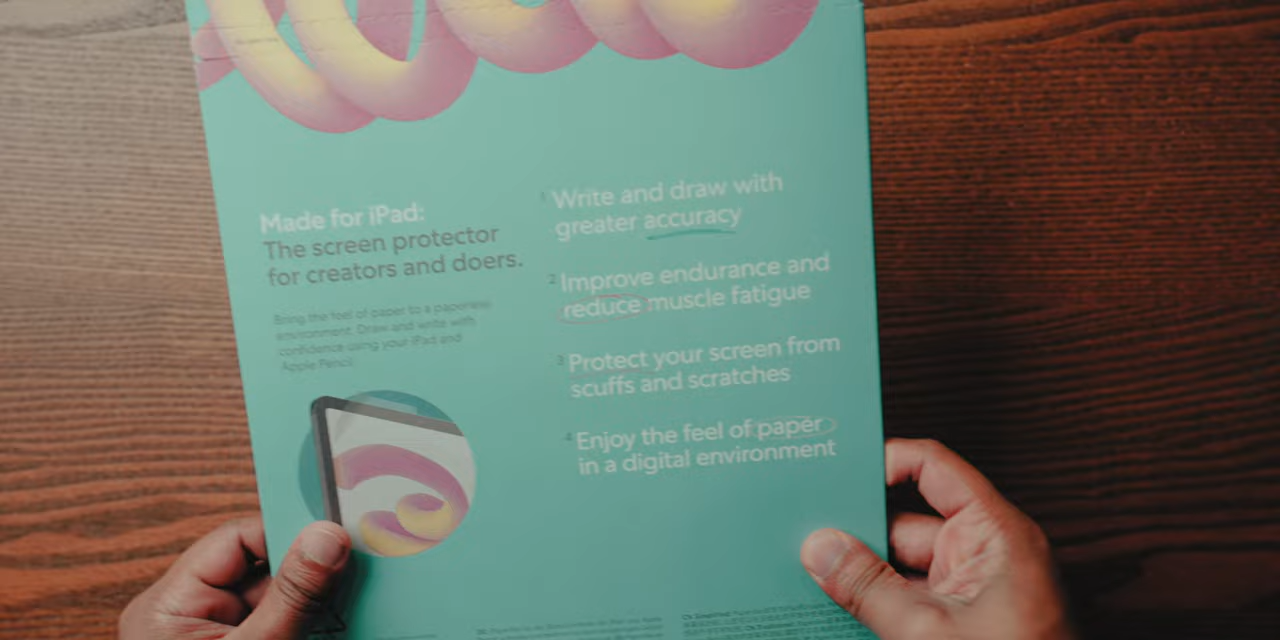 Made for iPad:
The screen protector
for creators and doers.
Bring the feel of paper to a paperless
environment. Draw and write with
confidence using your iPad and
Apple Pencil.
1 Write and draw with
greater accuracy
2 Improve endurance and
reduce muscle fatigue
3 Protect your screen from
scuffs and scratches
4 Enjoy the feel of paper
in a digital environment